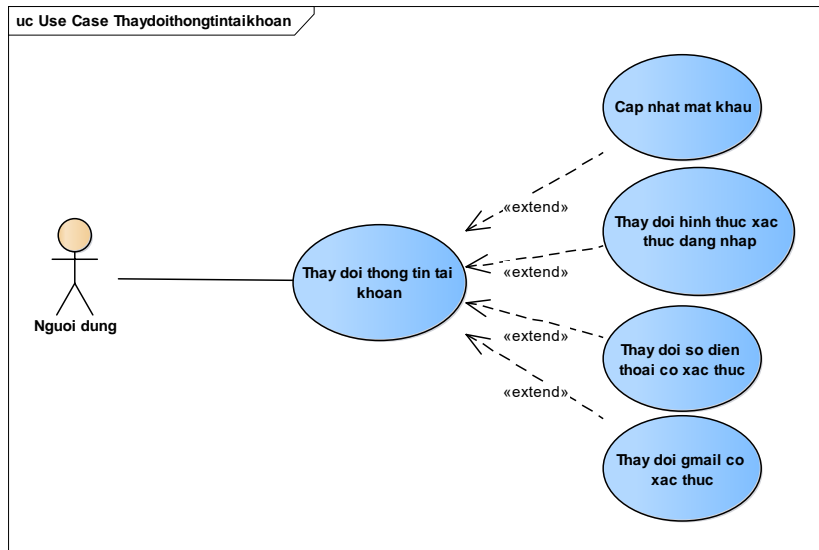 uc Use Case Thaydoithongtintaikhoan
Cap nhat mat khau
«extend»
Thay doi hinh thuc xac
thuc dang nhap
«extend»
Thay doi thong tin tai
khoan
Nguoi dung
«extend»
Thay doi so dien
thoai co xac thuc
«extend»
Thay doi gmail co
xac thuc